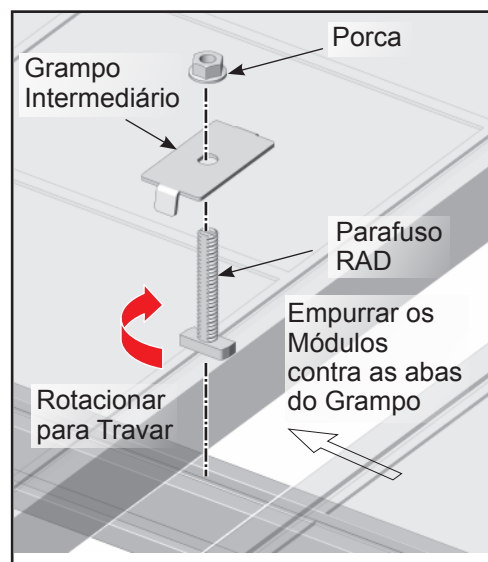 Porca
Grampo
Intermediário
Parafuso
RAD
Empurrar os
Módulos
contra as abas
do Grampo
Rotacionar
para Travar